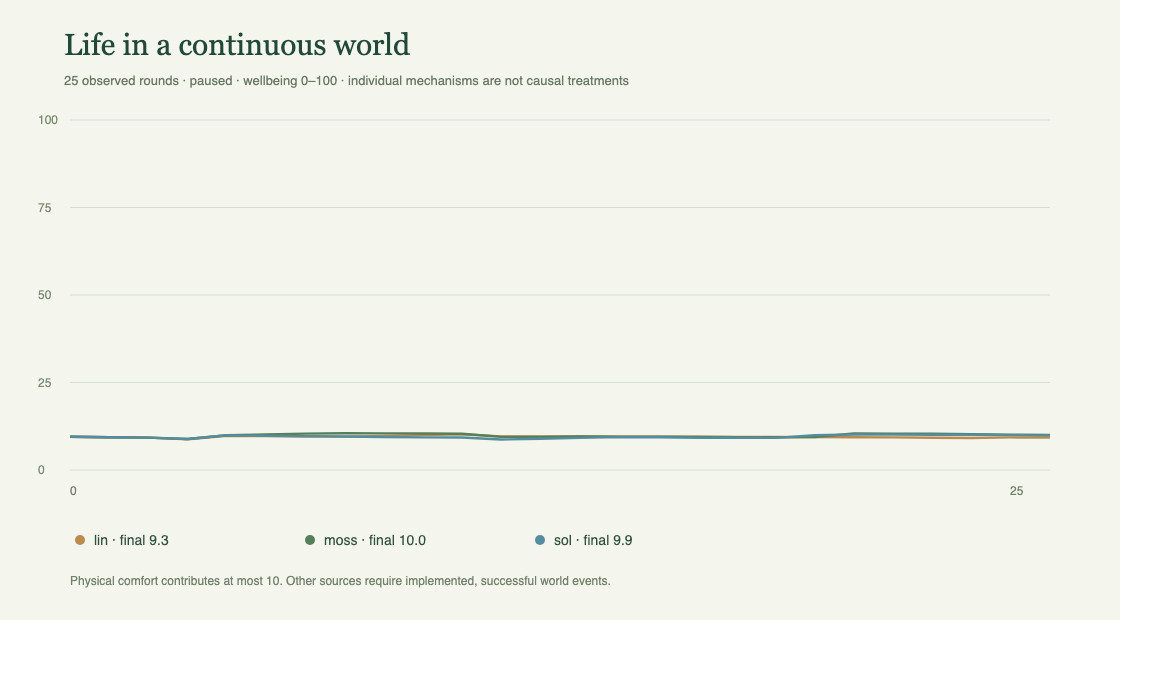 Life in a continuous world
25 observed rounds · paused · wellbeing 0–100 · individual mechanisms are not causal treatments
100
75
50
25
0
0 25
lin · final 9.3 moss · final 10.0 sol · final 9.9
Physical comfort contributes at most 10. Other sources require implemented, successful world events.